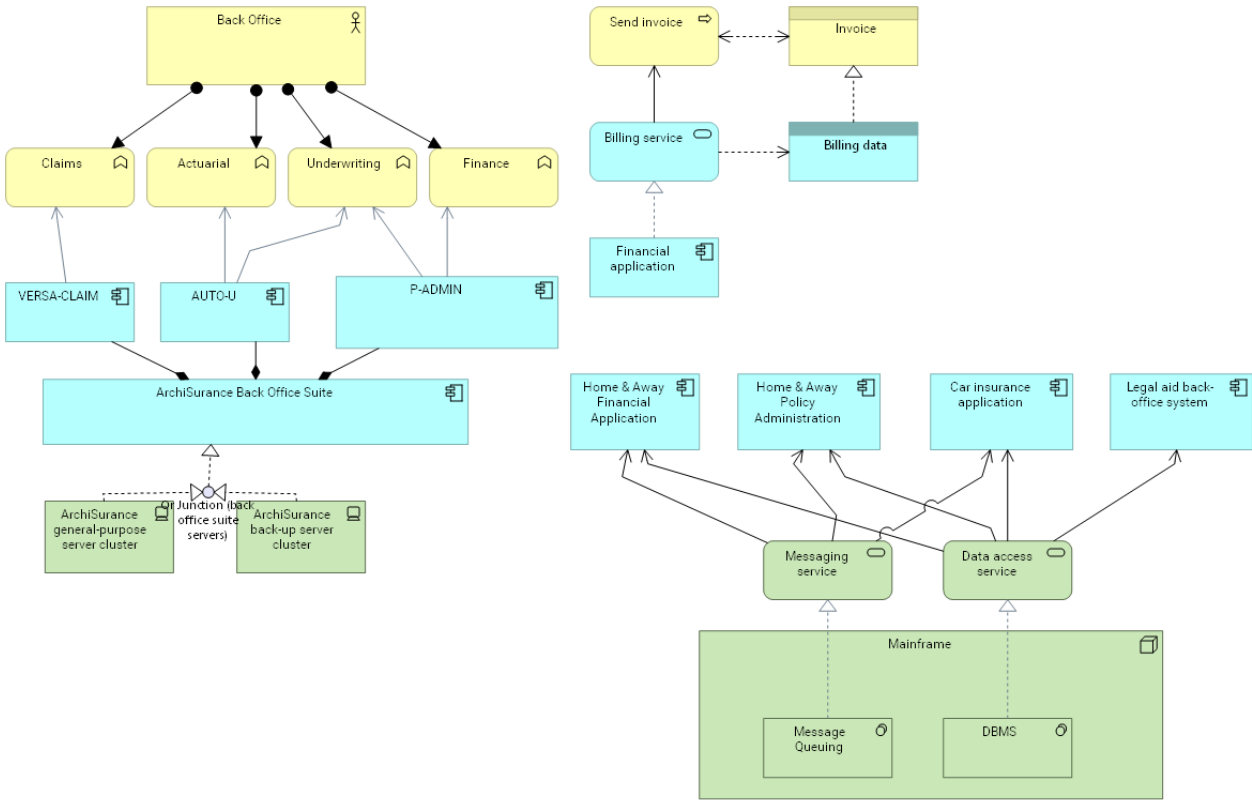 Back Office
Claims
Actuarial
Underwriting
Finance
VERSA-CLAIM
AUTO-U
P-ADMIN
ArchiSurance Back Office Suite
Or Junction (back
office suite
servers)
ArchiSurance
general-purpose
server cluster
ArchiSurance
back-up server
cluster
Send invoice
Invoice
Billing service
Billing data
Financial
application
Home & Away
Financial
Application
Home & Away
Policy
Administration
Car insurance
application
Legal aid back-
office system
Messaging
service
Data access
service
Mainframe
Message
Queuing
DBMS